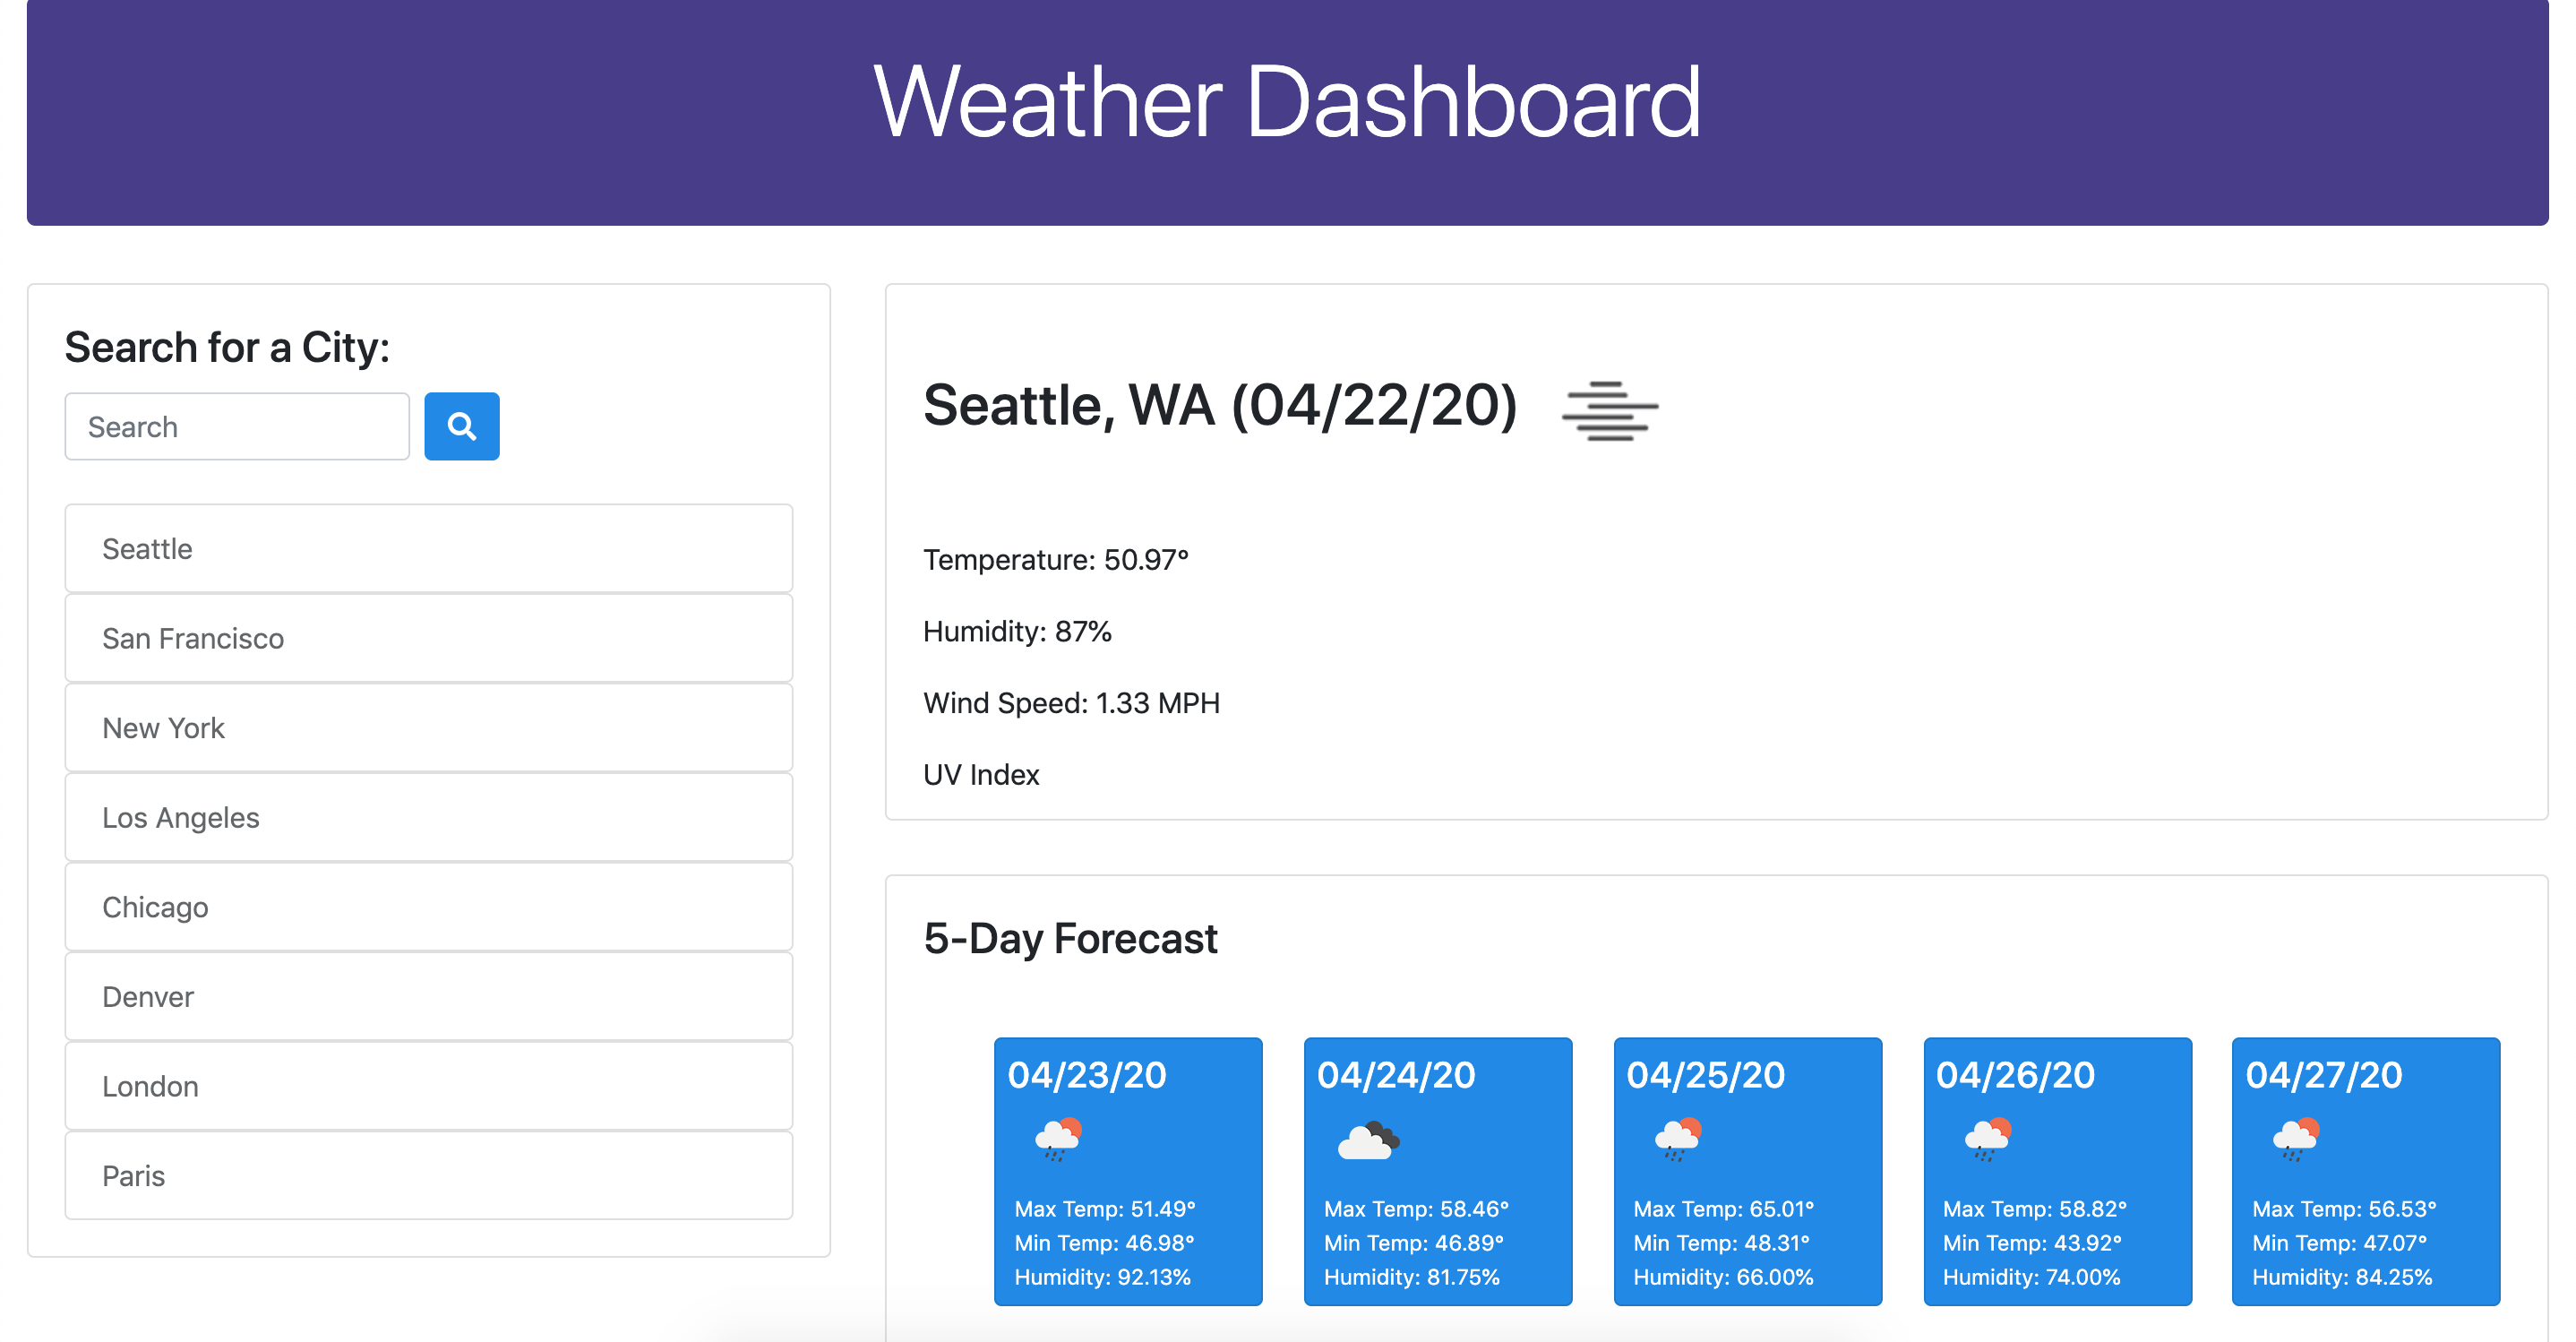 Weather Dashboard
Search for a City:
Search
Seattle
San Francisco
New York
Los Angeles
Chicago
Denver
London
Paris
Seattle, WA (04/22/20)
Temperature: 50.97°
Humidity: 87%
Wind Speed: 1.33 MPH
UV Index
5-Day Forecast
04/23/20
Max Temp: 51.49°
Min Temp: 46.98°
Humidity: 92.13%
04/24/20
Max Temp: 58.46°
Min Temp: 46.89°
Humidity: 81.75%
04/25/20
Max Temp: 65.01°
Min Temp: 48.31°
Humidity: 66.00%
04/26/20
Max Temp: 58.82°
Min Temp: 43.92°
Humidity: 74.00%
04/27/20
Max Temp: 56.53°
Min Temp: 47.07°
Humidity: 84.25%